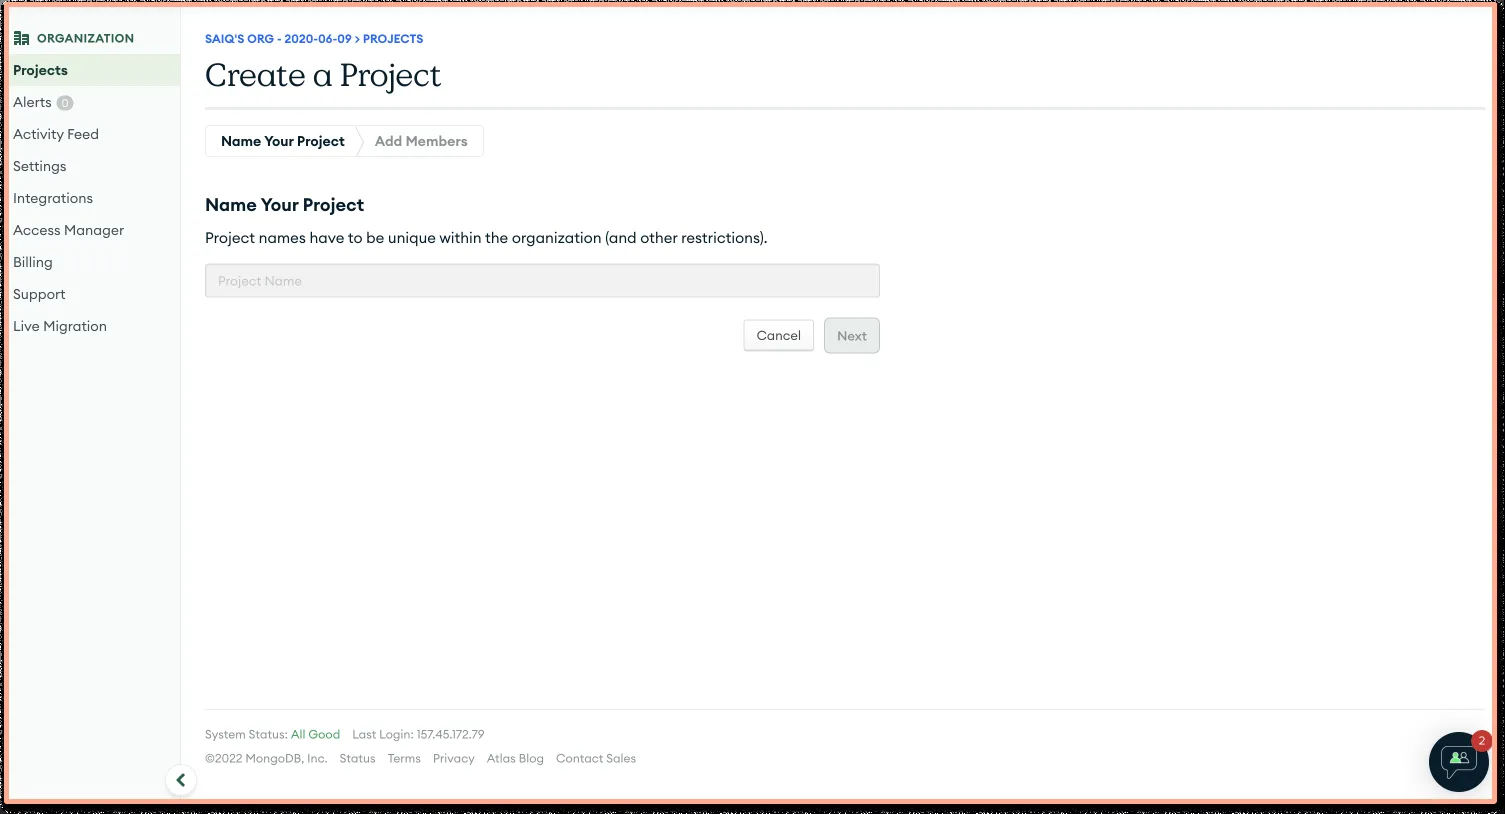 ORGANIZATION
Projects
Alerts 0
Activity Feed
Settings
Integrations
Access Manager
Billing
Support
Live Migration
SAIQ'S ORG - 2020-06-09 > PROJECTS
Create a Project
Name Your Project Add Members
Name Your Project
Project names have to be unique within the organization (and other restrictions).
Project Name
Cancel Next
System Status: All Good Last Login: 157.45.172.79
©2022 MongoDB, Inc. Status Terms Privacy Atlas Blog Contact Sales
2